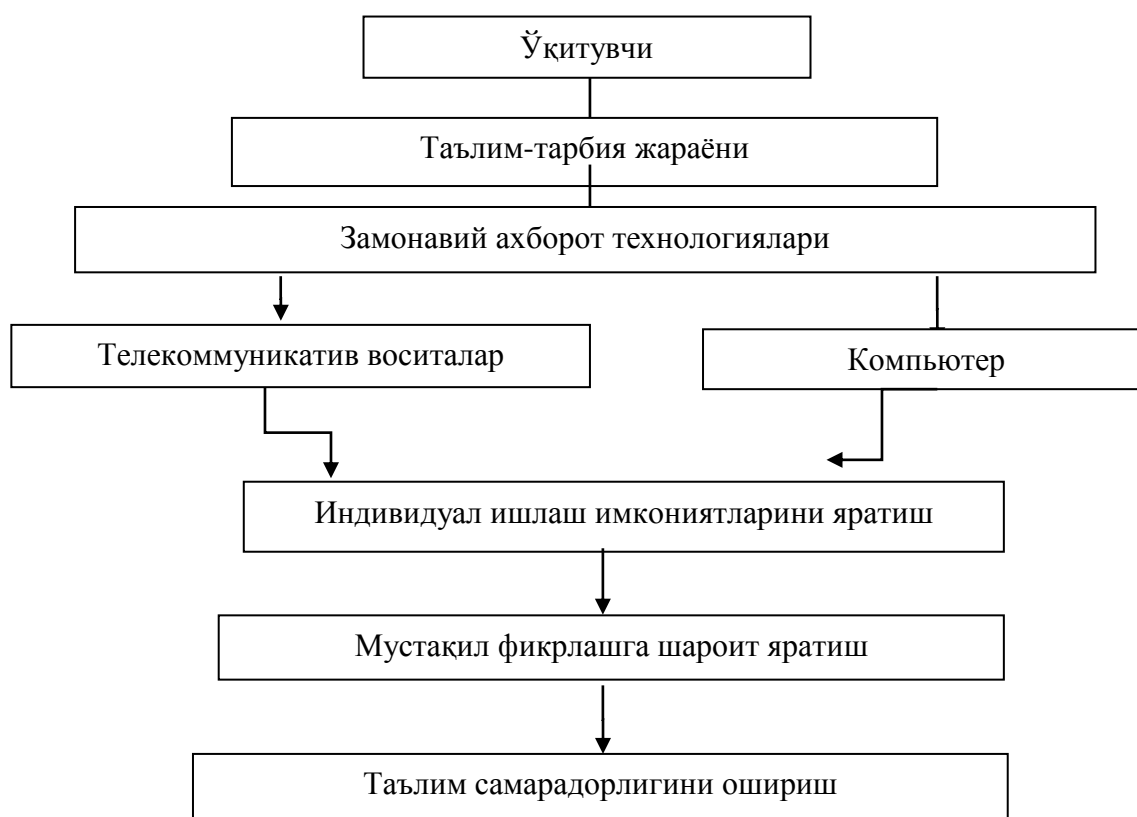 Ўқитувчи
Таълим-тарбия жараёни
Замонавий ахборот технологиялари
Телекоммуникатив воситалар
Компьютер
Индивидуал ишлаш имкониятларини яратиш
Мустақил фикрлашга шароит яратиш
Таълим самарадорлигини ошириш